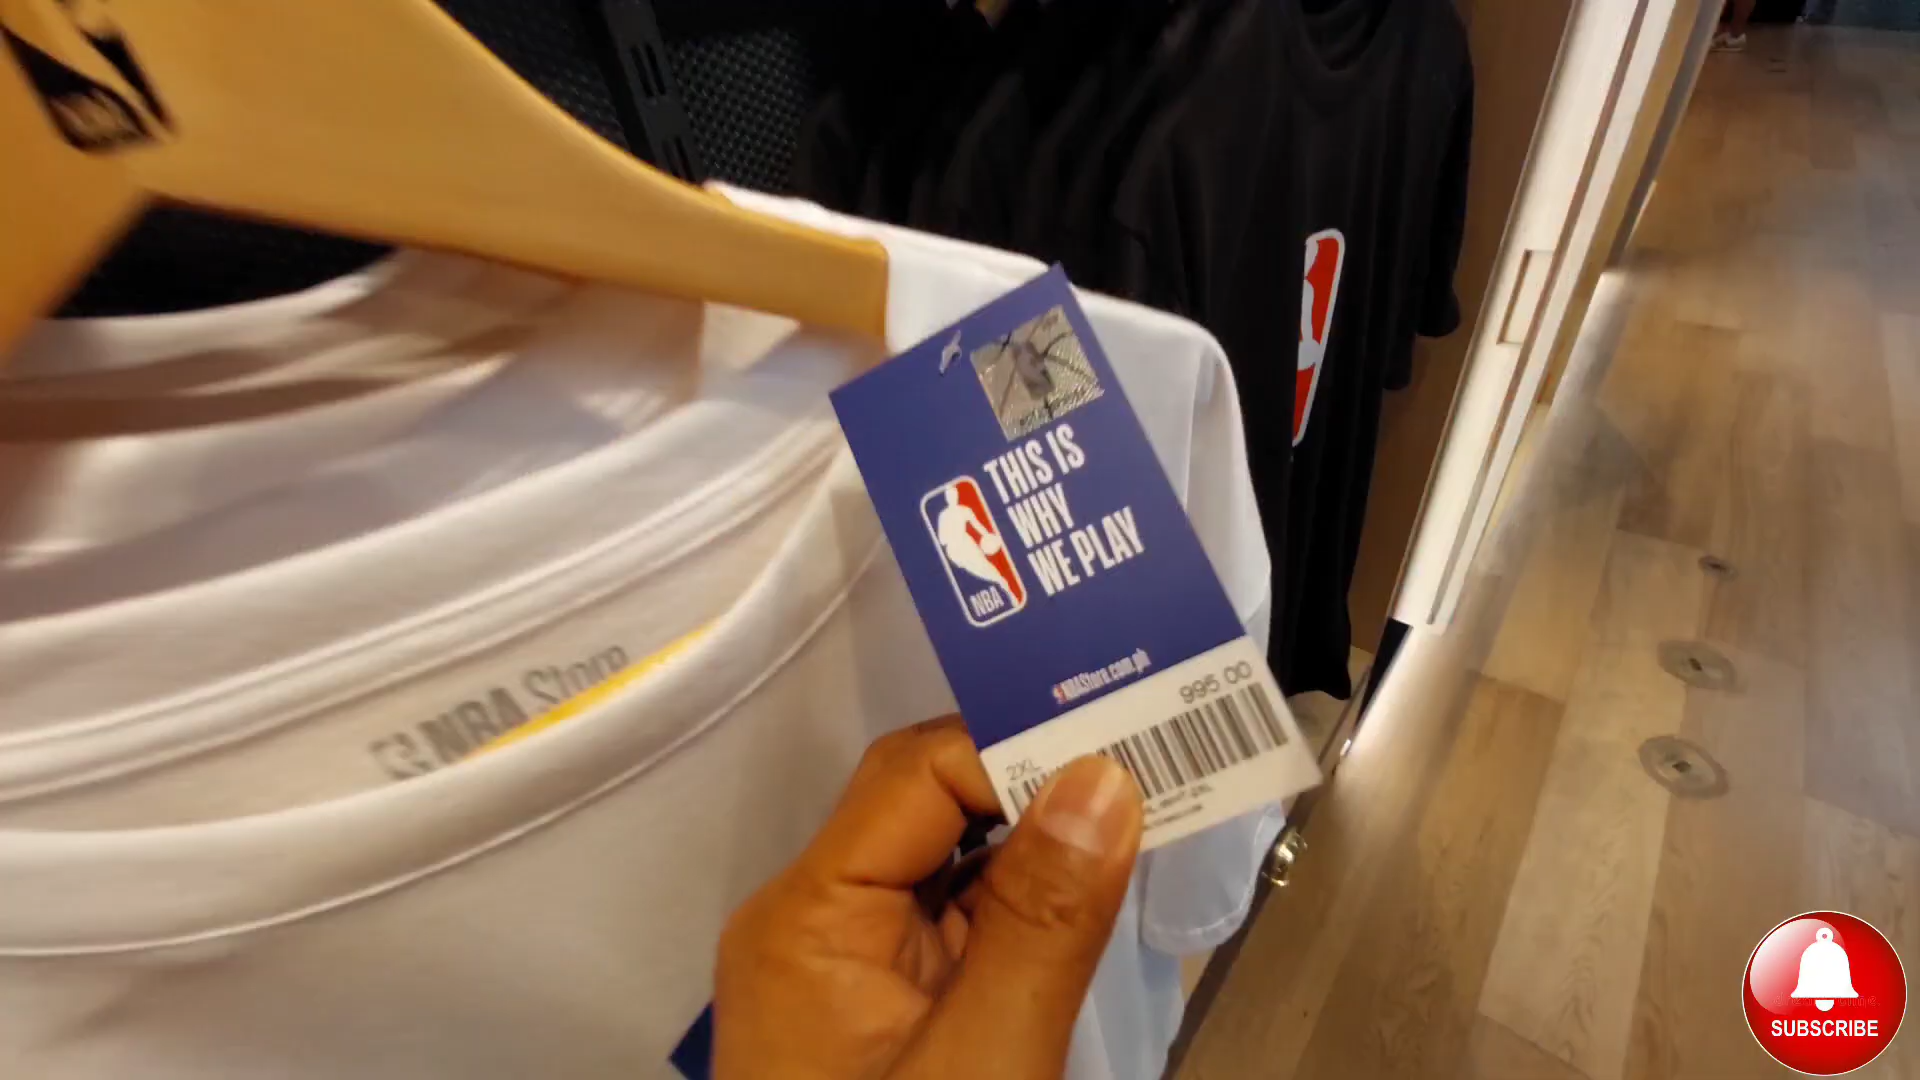 THIS IS
WHY
WE PLAY
NBA
NBAStore.com.ph
995.00
2XL
NBA Store
SUBSCRIBE